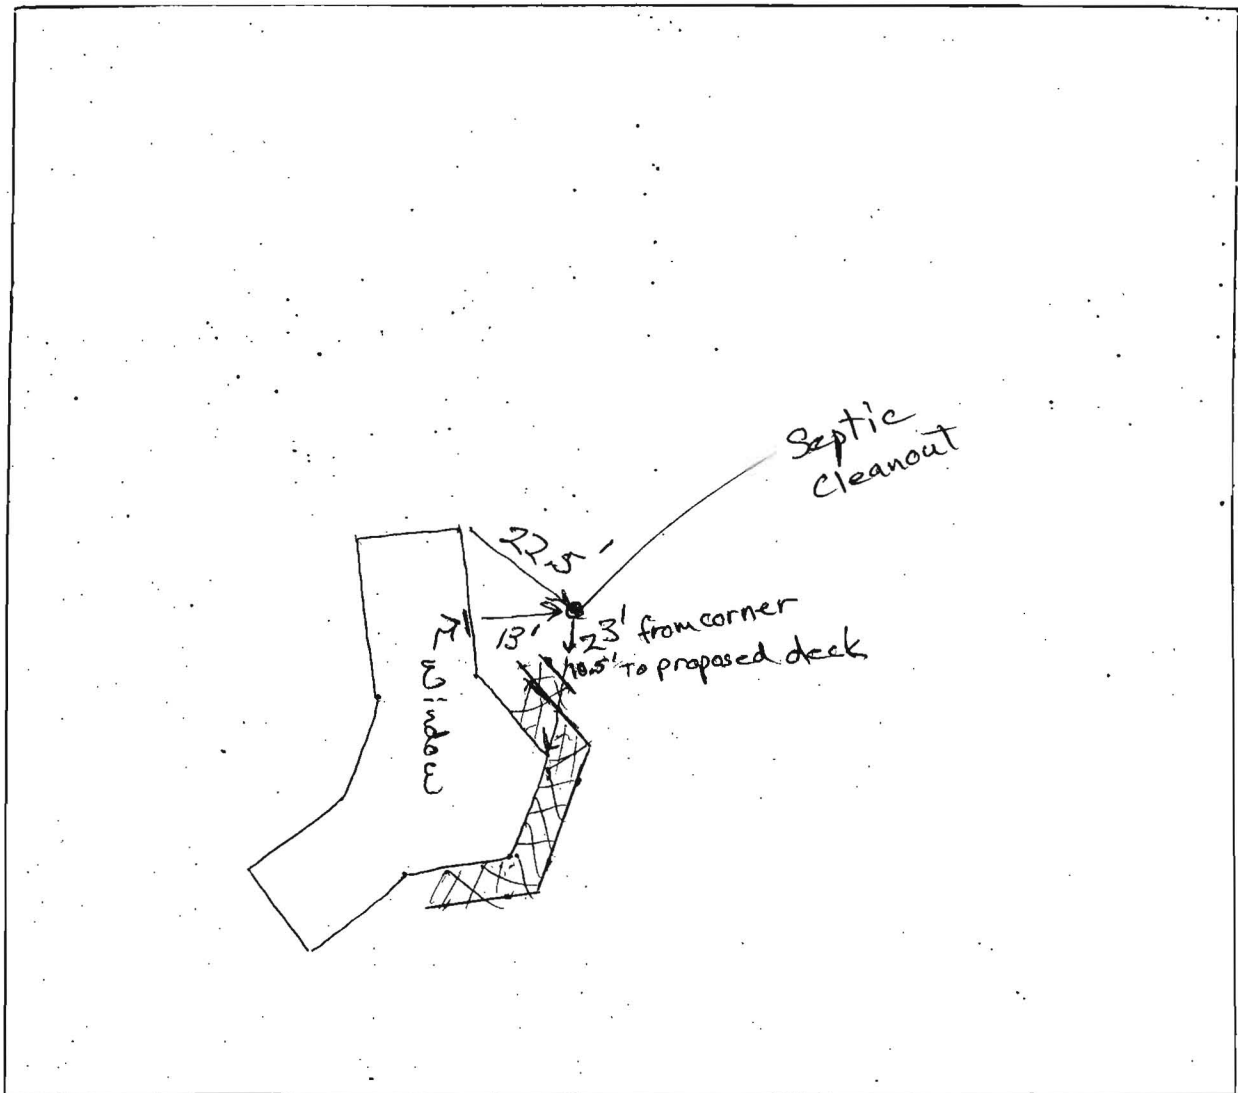 Septic
Cleanout
22.5'
13'
23' from corner
10.5' to proposed deck
Window